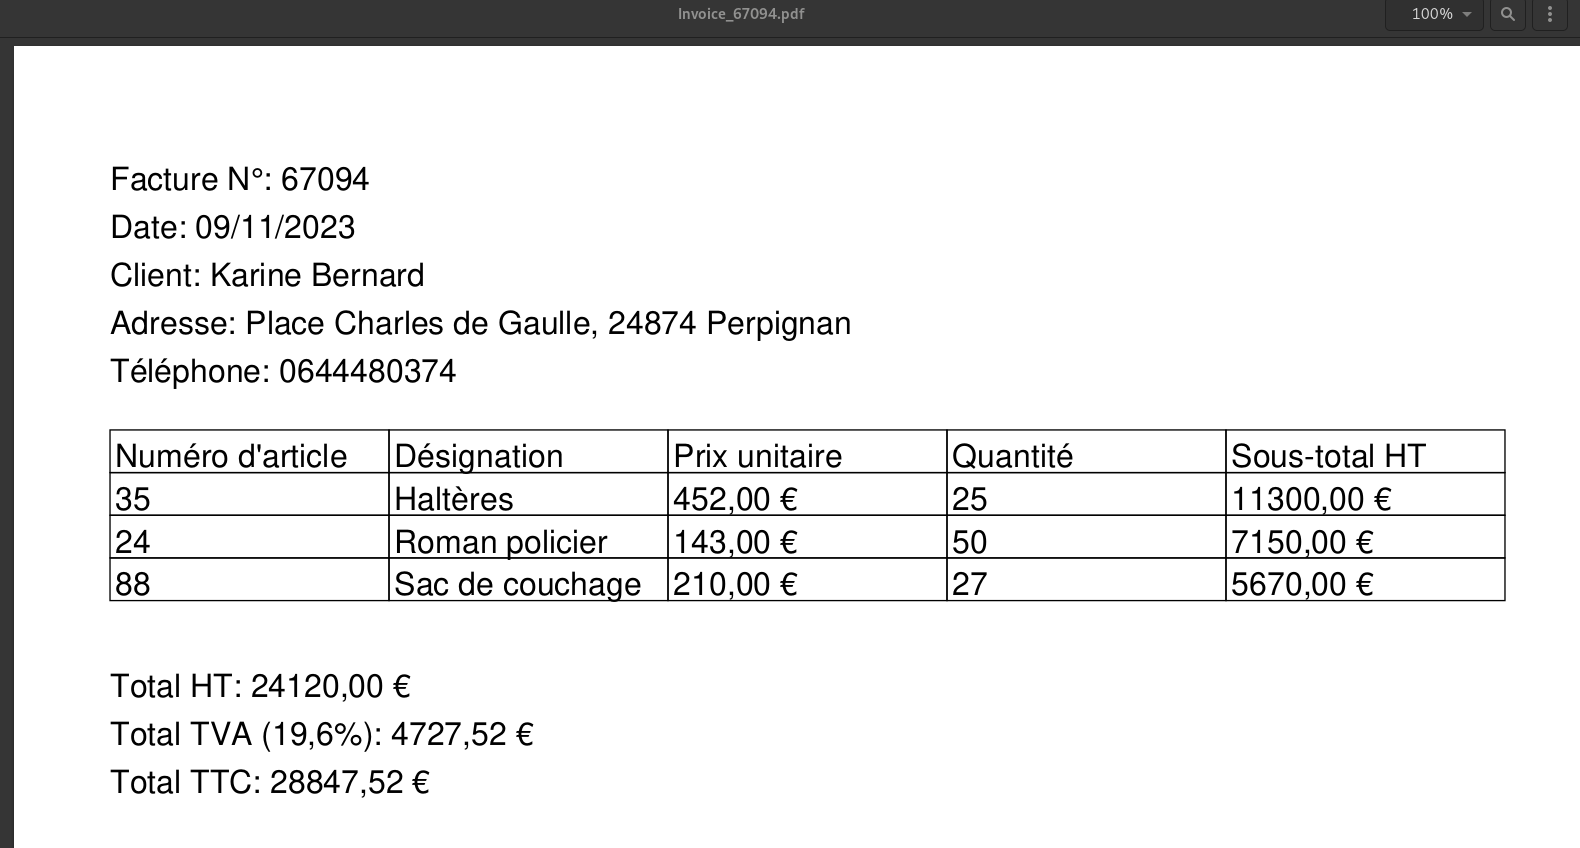 Invoice_67094.pdf
100%
Facture N°: 67094
Date: 09/11/2023
Client: Karine Bernard
Adresse: Place Charles de Gaulle, 24874 Perpignan
Téléphone: 0644480374
Numéro d'article Désignation Prix unitaire Quantité Sous-total HT
35 Haltères 452,00 € 25 11300,00 €
24 Roman policier 143,00 € 50 7150,00 €
88 Sac de couchage 210,00 € 27 5670,00 €
Total HT: 24120,00 €
Total TVA (19,6%): 4727,52 €
Total TTC: 28847,52 €